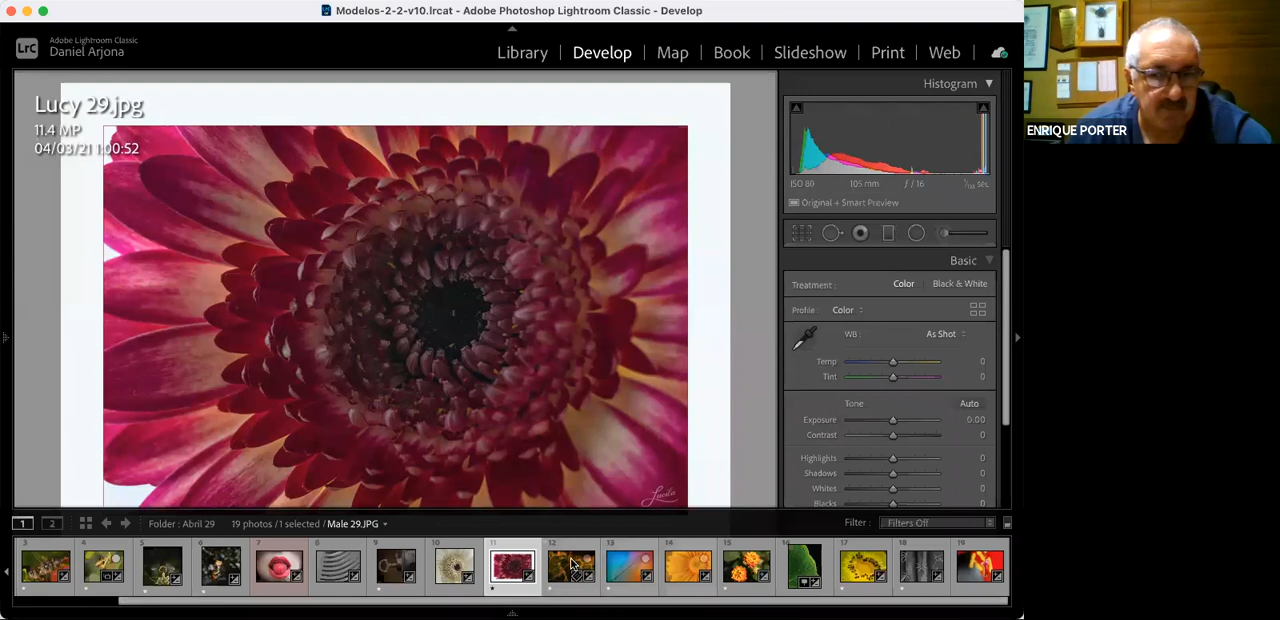 Modelos-2-2-v10.lrcat - Adobe Photoshop Lightroom Classic - Develop
LrC
Adobe Lightroom Classic
Daniel Arjona
Library
Develop
Map
Book
Slideshow
Print
Web
Lucy 29.jpg
11.4 MP
04/03/21 1:00:52
Histogram
ISO 80
105 mm
f / 16
Original + Smart Preview
Basic
Treatment :
Color
Black & White
Profile :
Color
WB :
As Shot
Temp
0
Tint
0
Tone
Auto
Exposure
0.00
Contrast
0
Highlights
0
Shadows
0
Whites
0
Blacks
Lucila
1
2
Folder : Abril 29
19 photos / 1 selected / Male 29.JPG
Filter :
Filters Off
3
4
5
6
7
8
9
10
11
12
13
14
15
16
17
18
19
ENRIQUE PORTER